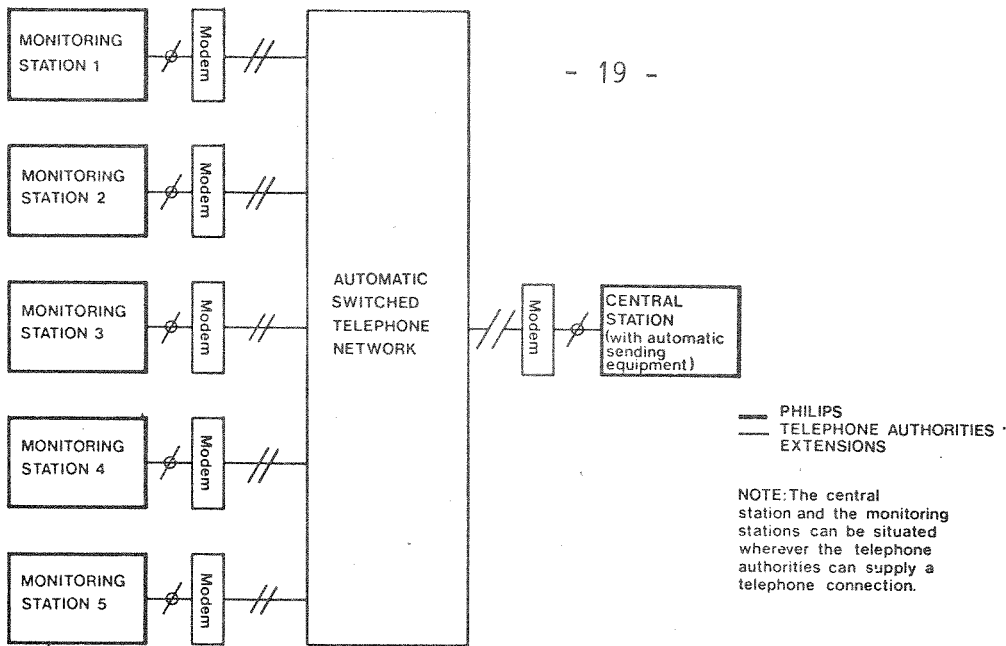 - 19 -
MONITORING
STATION 1
Modem
MONITORING
STATION 2
Modem
MONITORING
STATION 3
Modem
MONITORING
STATION 4
Modem
MONITORING
STATION 5
Modem
AUTOMATIC
SWITCHED
TELEPHONE
NETWORK
Modem
CENTRAL
STATION
(with automatic
sending
equipment)
PHILIPS
TELEPHONE AUTHORITIES
EXTENSIONS
NOTE: The central
station and the monitoring
stations can be situated
wherever the telephone
authorities can supply a
telephone connection.